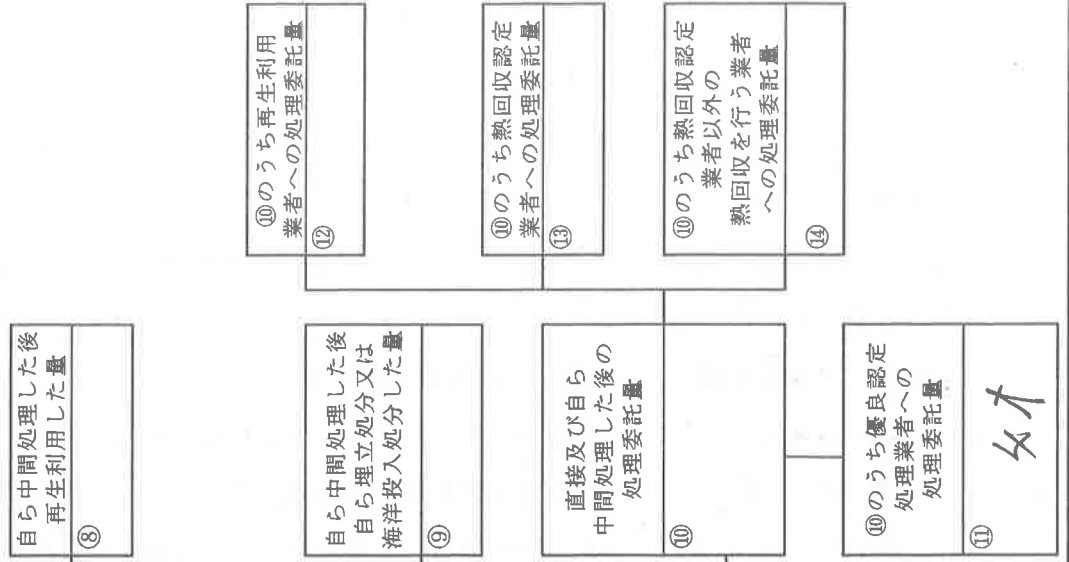 自ら中間処理した後
再生利用した量
⑧
自ら中間処理した後
自ら埋立処分又は
海洋投入処分した量
⑨
直接及び自ら
中間処理した後の
処理委託量
⑩
⑩のうち優良認定
処理業者への
処理委託量
⑪
⑩のうち再生利用
業者への処理委託量
⑫
⑩のうち熱回収認定
業者への処理委託量
⑬
⑩のうち熱回収認定
業者以外の
熱回収を行う業者
への処理委託量
⑭